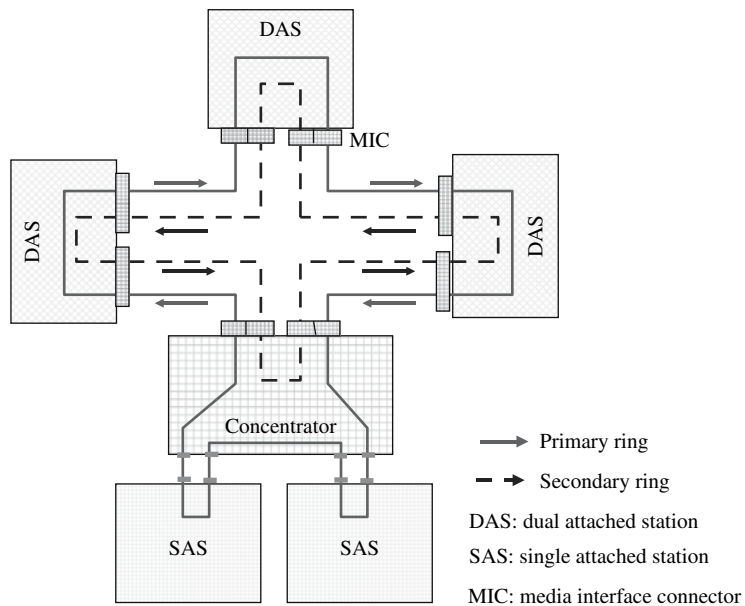 DAS
MIC
DAS
DAS
Concentrator
SAS
SAS
Primary ring
Secondary ring
DAS: dual attached station
SAS: single attached station
MIC: media interface connector